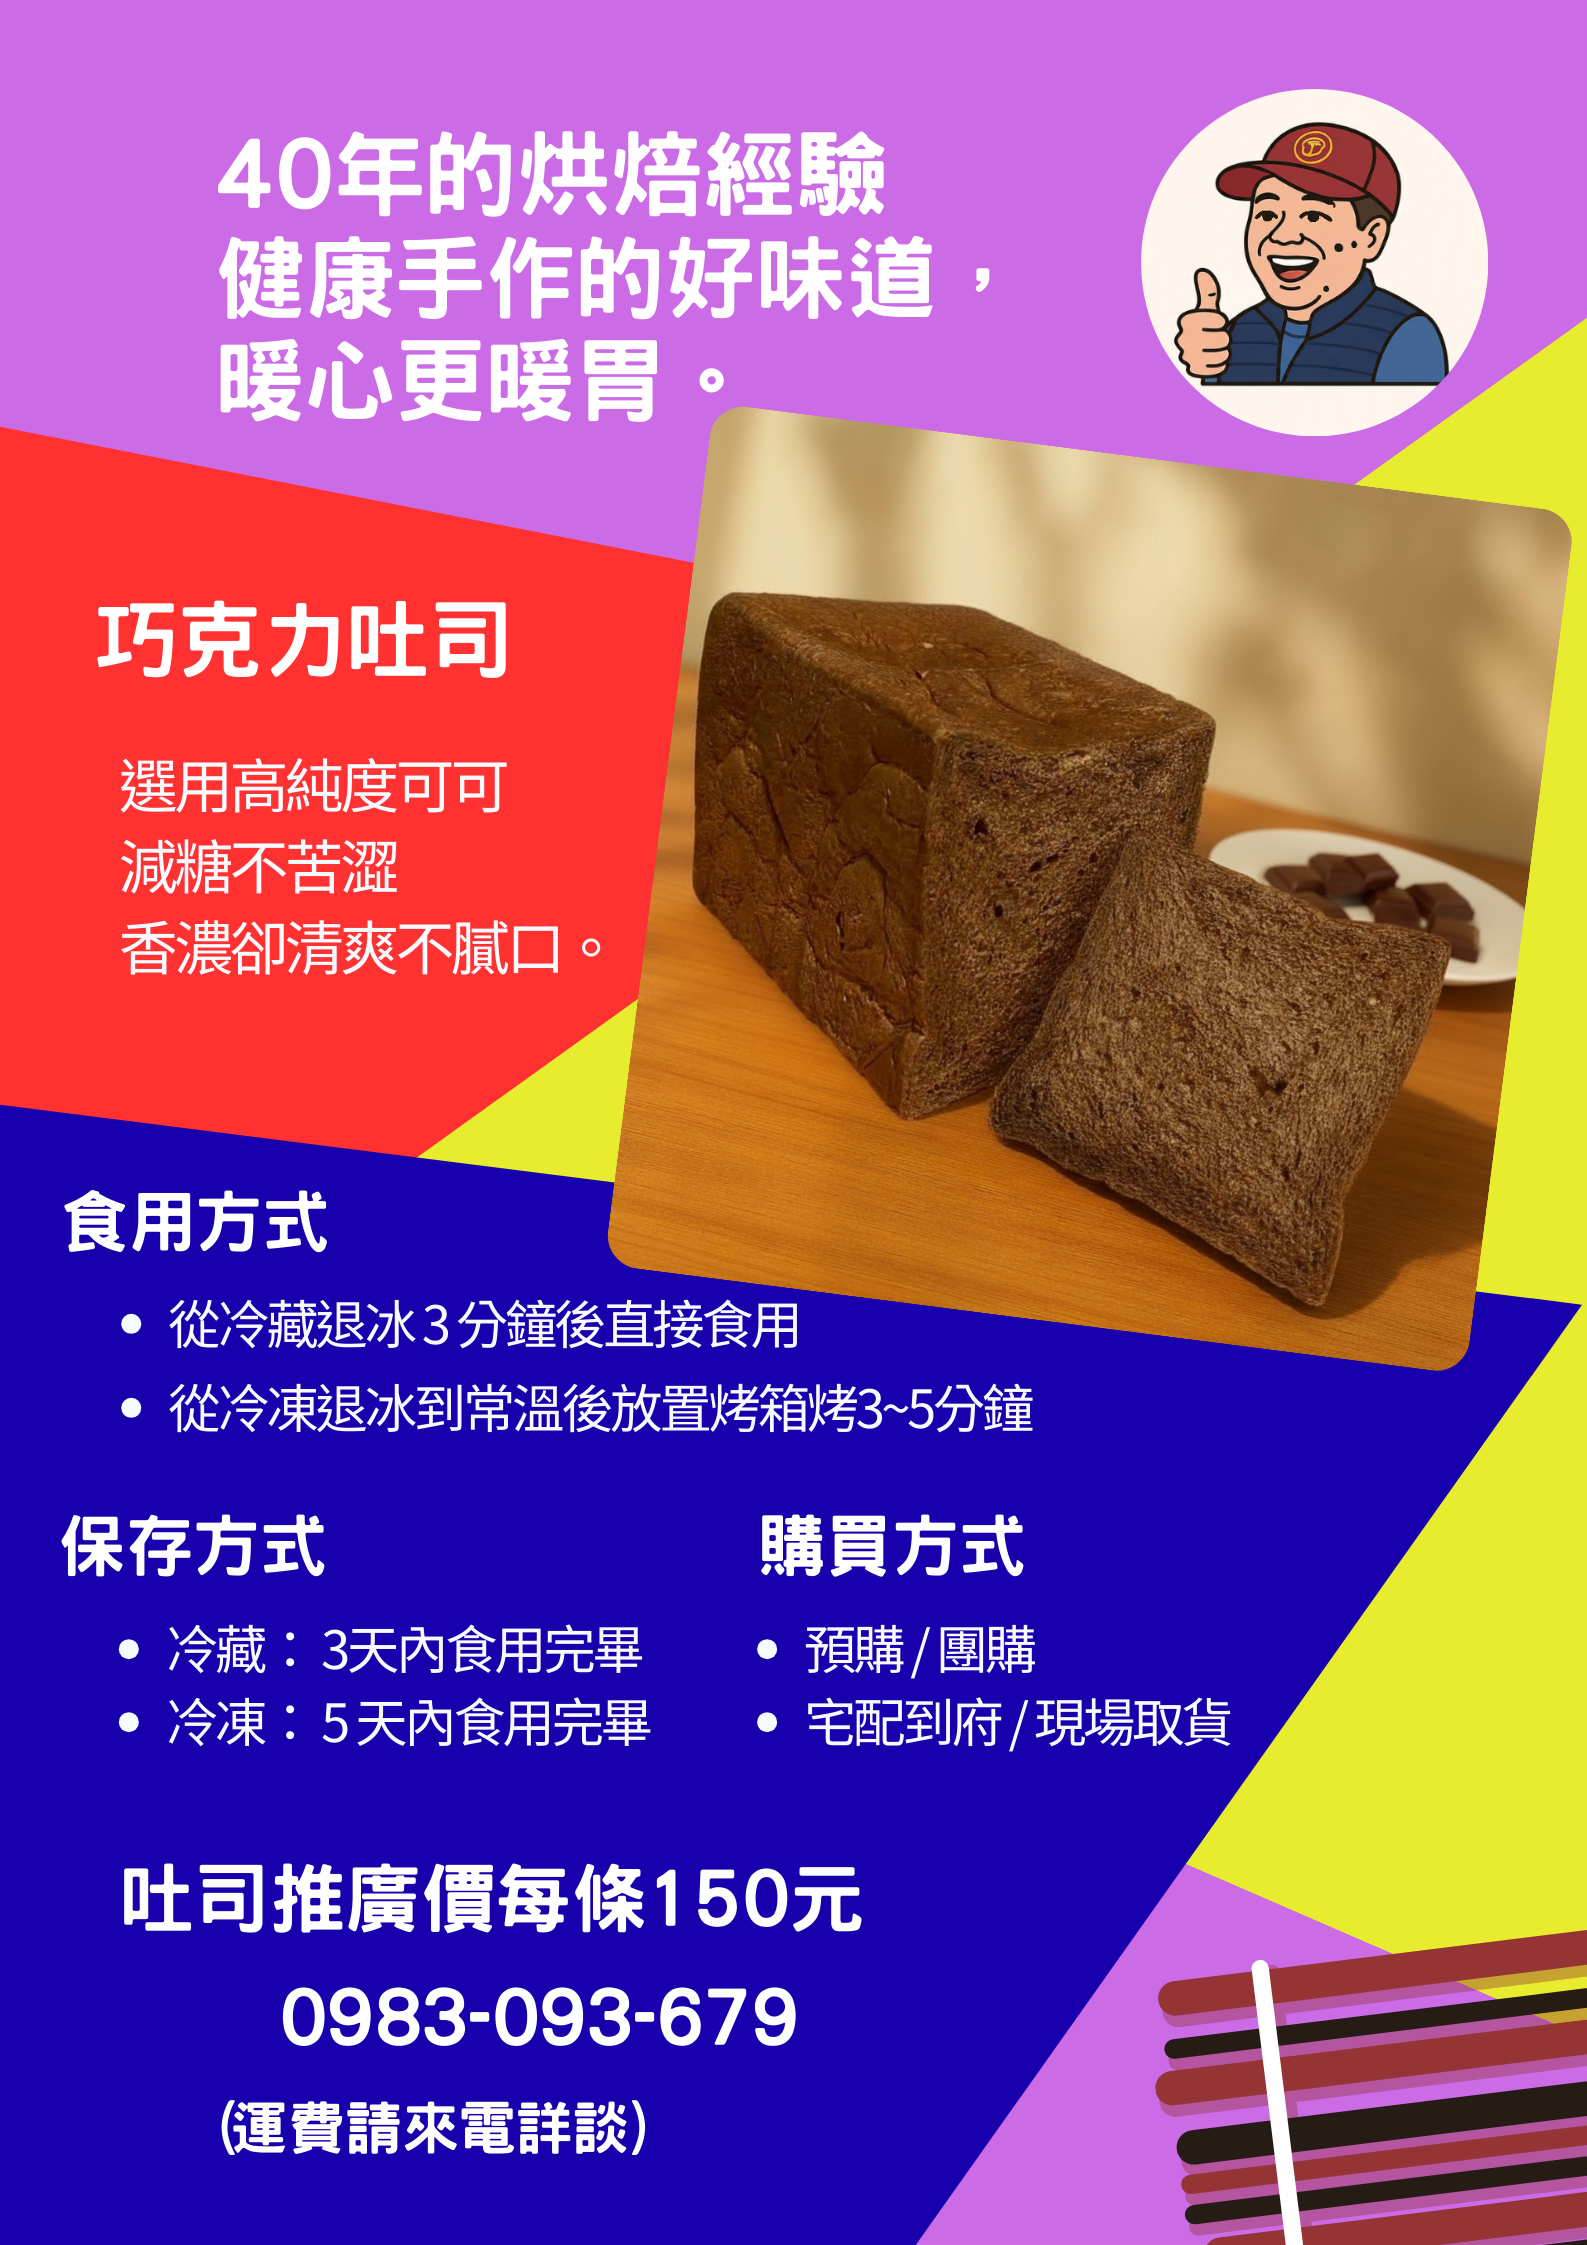 40年的烘焙經驗
健康手作的好味道，
暖心更暖胃。
巧克力吐司
選用高純度可可
減糖不苦澀
香濃卻清爽不膩口。
食用方式
• 從冷藏退冰3分鐘後直接食用
• 從冷凍退冰到常溫後放置烤箱烤3~5分鐘
保存方式
• 冷藏：3天內食用完畢
• 冷凍：5天內食用完畢
購買方式
• 預購/團購
• 宅配到府/現場取貨
吐司推廣價每條150元
0983-093-679
(運費請來電詳談)